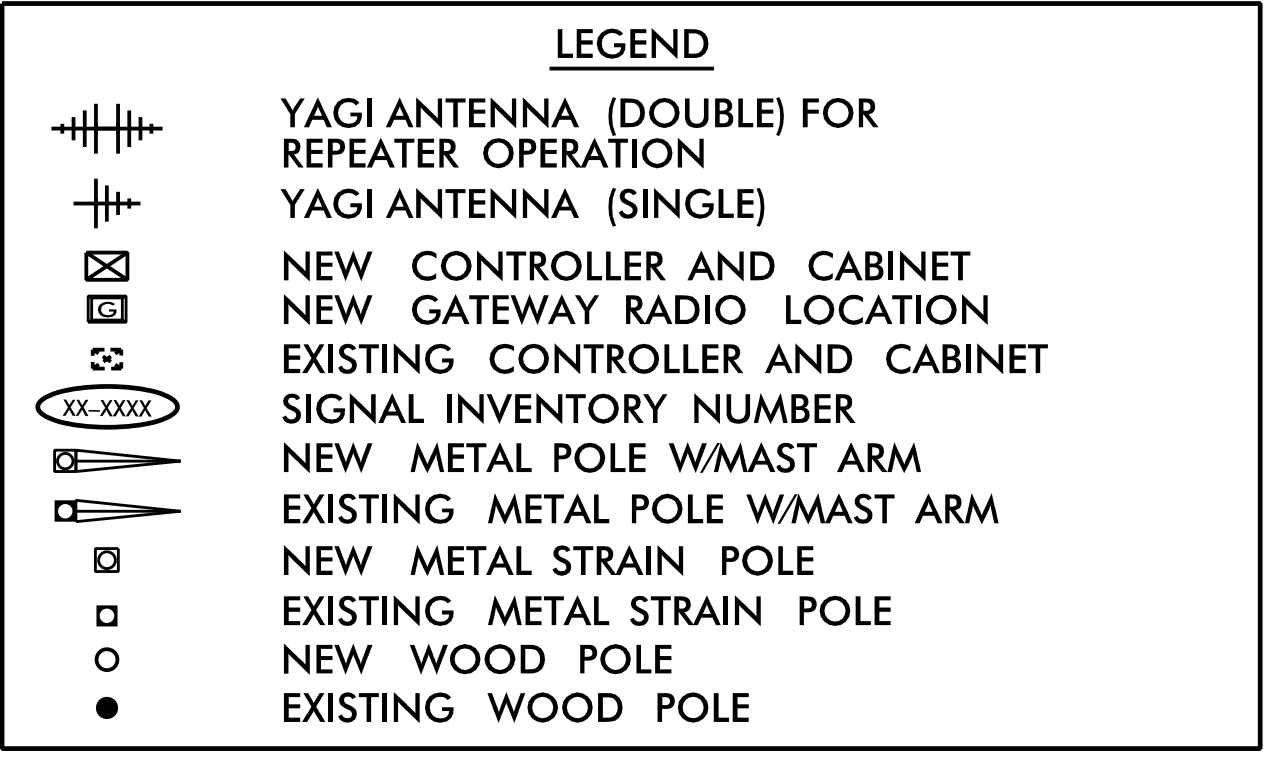 LEGEND
YAGI ANTENNA (DOUBLE) FOR
REPEATER OPERATION
YAGI ANTENNA (SINGLE)
NEW CONTROLLER AND CABINET
G NEW GATEWAY RADIO LOCATION
EXISTING CONTROLLER AND CABINET
XX-XXXX SIGNAL INVENTORY NUMBER
NEW METAL POLE W/MAST ARM
EXISTING METAL POLE W/MAST ARM
NEW METAL STRAIN POLE
EXISTING METAL STRAIN POLE
NEW WOOD POLE
EXISTING WOOD POLE